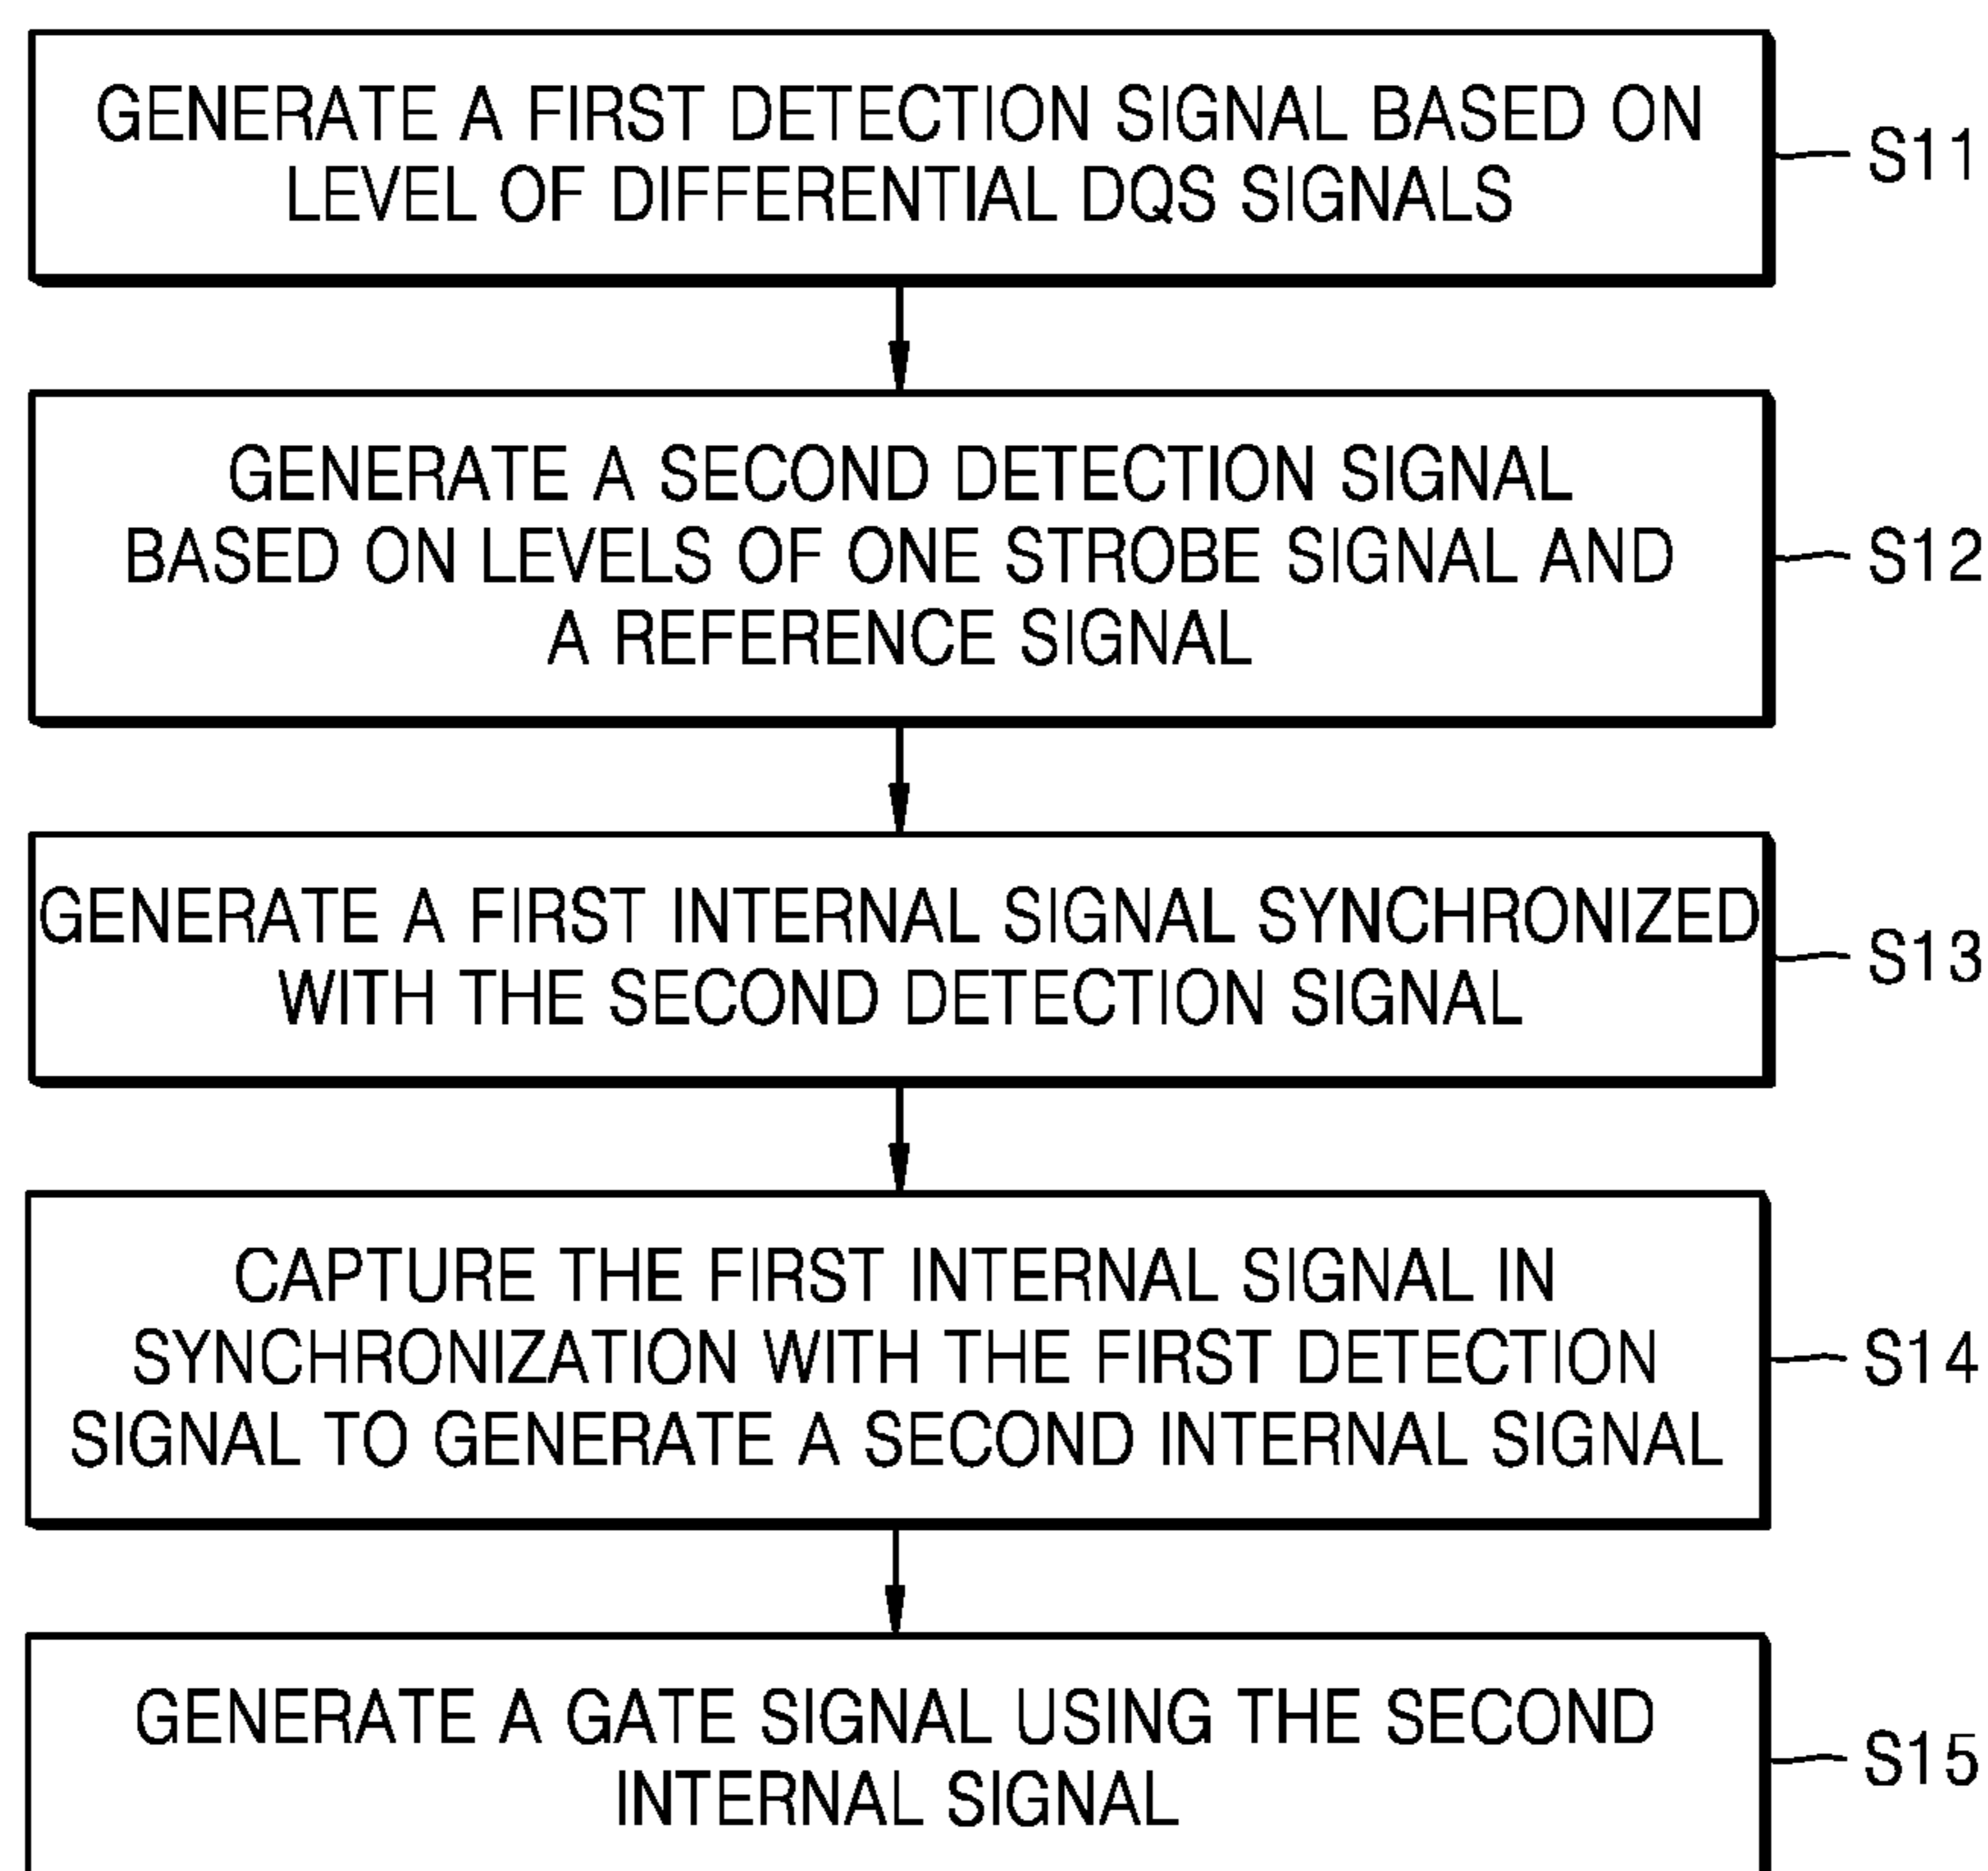 GENERATE A FIRST DETECTION SIGNAL BASED ON
LEVEL OF DIFFERENTIAL DQS SIGNALS
S11
GENERATE A SECOND DETECTION SIGNAL
BASED ON LEVELS OF ONE STROBE SIGNAL AND
A REFERENCE SIGNAL
S12
GENERATE A FIRST INTERNAL SIGNAL SYNCHRONIZED
WITH THE SECOND DETECTION SIGNAL
S13
CAPTURE THE FIRST INTERNAL SIGNAL IN
SYNCHRONIZATION WITH THE FIRST DETECTION
SIGNAL TO GENERATE A SECOND INTERNAL SIGNAL
S14
GENERATE A GATE SIGNAL USING THE SECOND
INTERNAL SIGNAL
S15